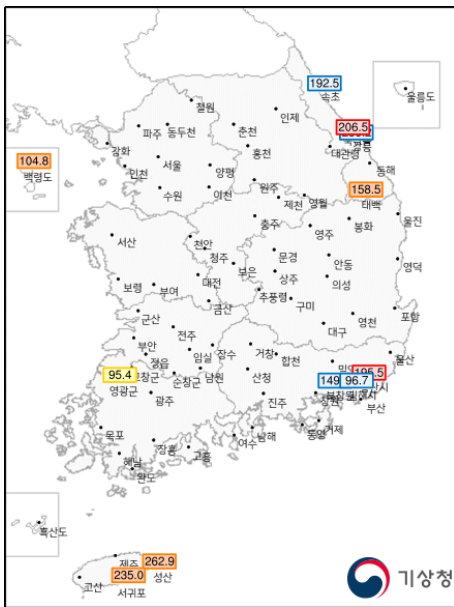 192.5
속초
울릉도
철원
인제
206.5
파주
동두천
춘천
강화
홍천
대관령
강릉
104.8
백령도
인천
서울
양평
동해
수원
이천
원주
제천
영월
158.5
태백
충주
영주
봉화
울진
서산
천안
청주
문경
안동
보은
상주
의성
영덕
보령
부여
대전
추풍령
구미
금산
군산
대구
영천
포항
전주
부안
임실
장수
거창
합천
울산
정읍
95.4
고창군
순창군
남원
산청
149
96.7
195.5
영광군
광주
진주
창원
부산
목포
장흥
고흥
여수
남해
통영
거제
해남
완도
흑산도
제주
262.9
성산
235.0
고산
서귀포
기상청